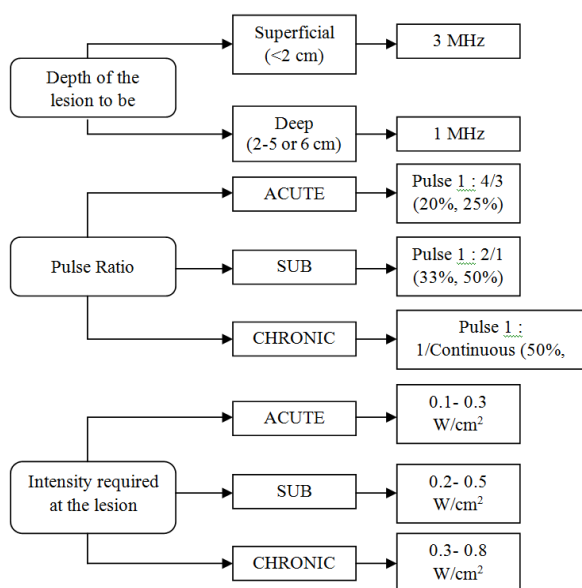 Superficial
(<2 cm)
3 MHz
Depth of the
lesion to be
Deep
(2-5 or 6 cm)
1 MHz
ACUTE
Pulse 1 : 4/3
(20%, 25%)
Pulse Ratio
SUB
Pulse 1 : 2/1
(33%, 50%)
CHRONIC
Pulse 1 :
1/Continuous (50%,
ACUTE
0.1- 0.3
W/cm²
Intensity required
at the lesion
SUB
0.2- 0.5
W/cm²
CHRONIC
0.3- 0.8
W/cm²